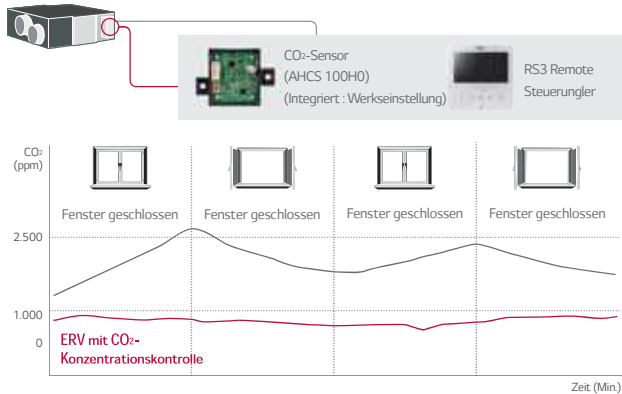 CO2-Sensor
(AHCS 100H0)
(Integriert : Werkseinstellung)
RS3 Remote
Steuerungler
CO2
(ppm)
Fenster geschlossen
Fenster geschlossen
Fenster geschlossen
Fenster geschlossen
2.500
1.000
0
ERV mit CO2-
Konzentrationskontrolle
Zeit (Min.)